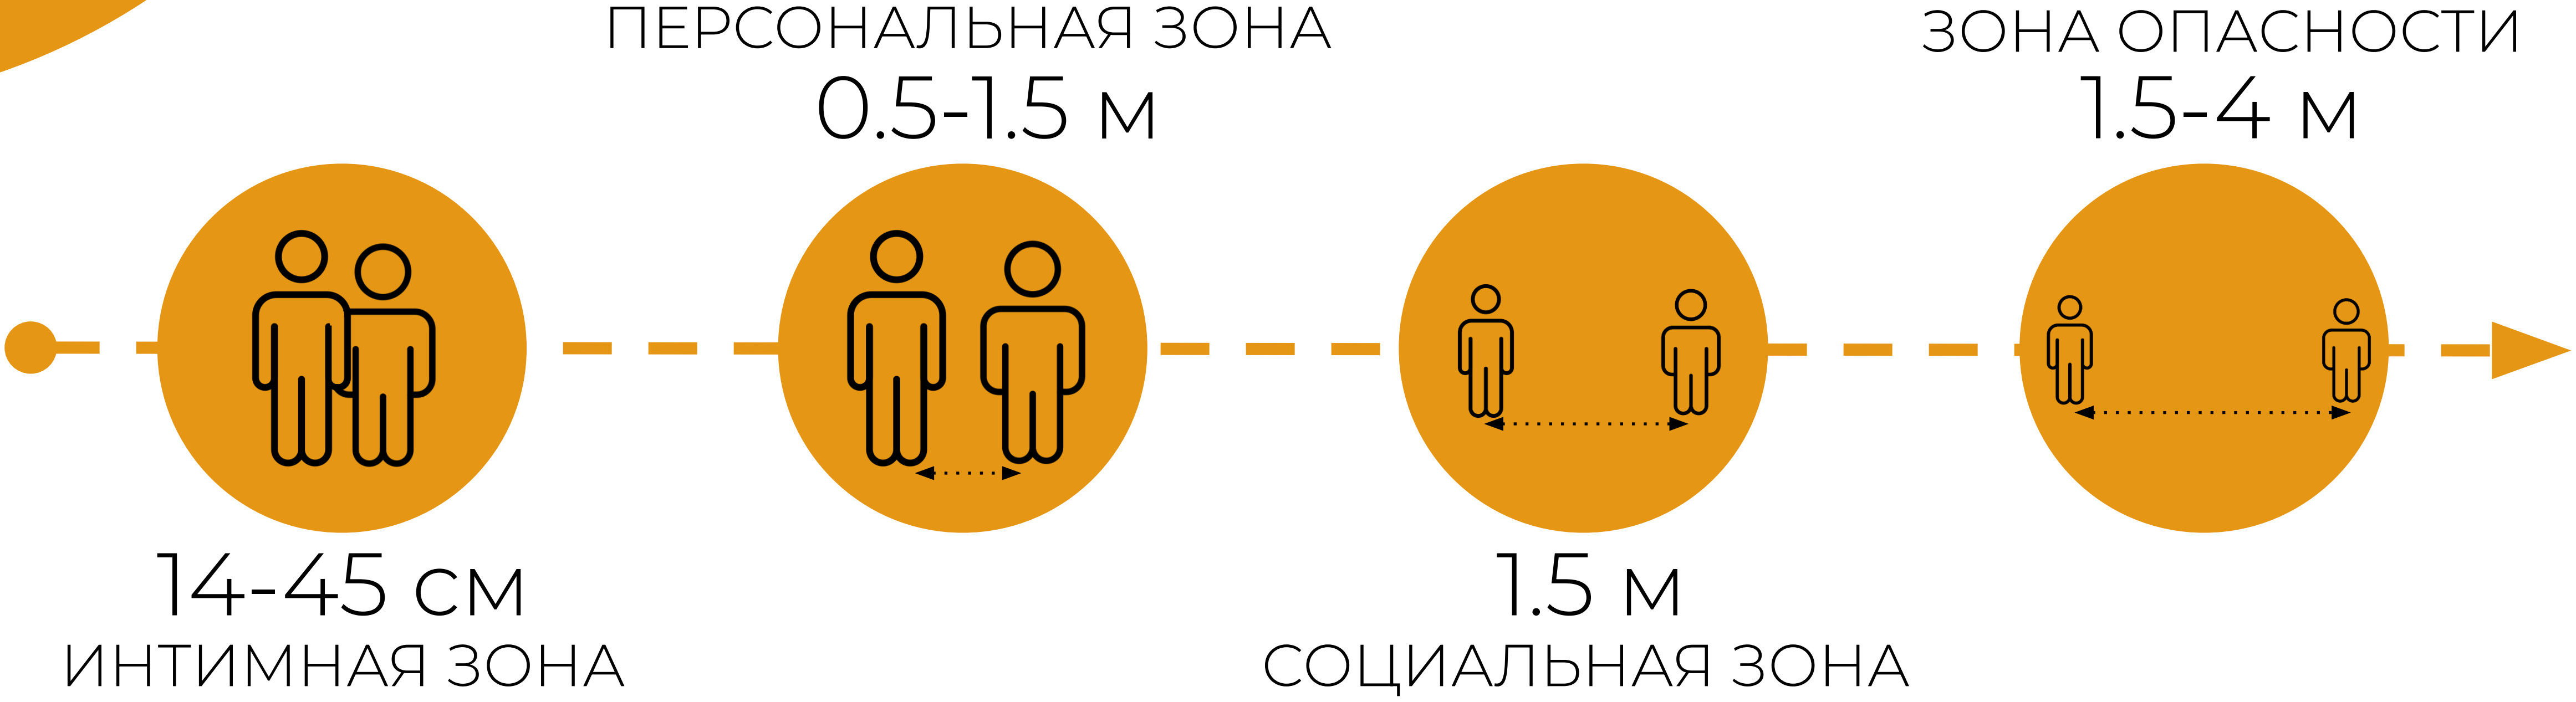 ПЕРСОНАЛЬНАЯ ЗОНА
0.5-1.5 м
ЗОНА ОПАСНОСТИ
1.5-4 м
14-45 см
ИНТИМНАЯ ЗОНА
1.5 м
СОЦИАЛЬНАЯ ЗОНА